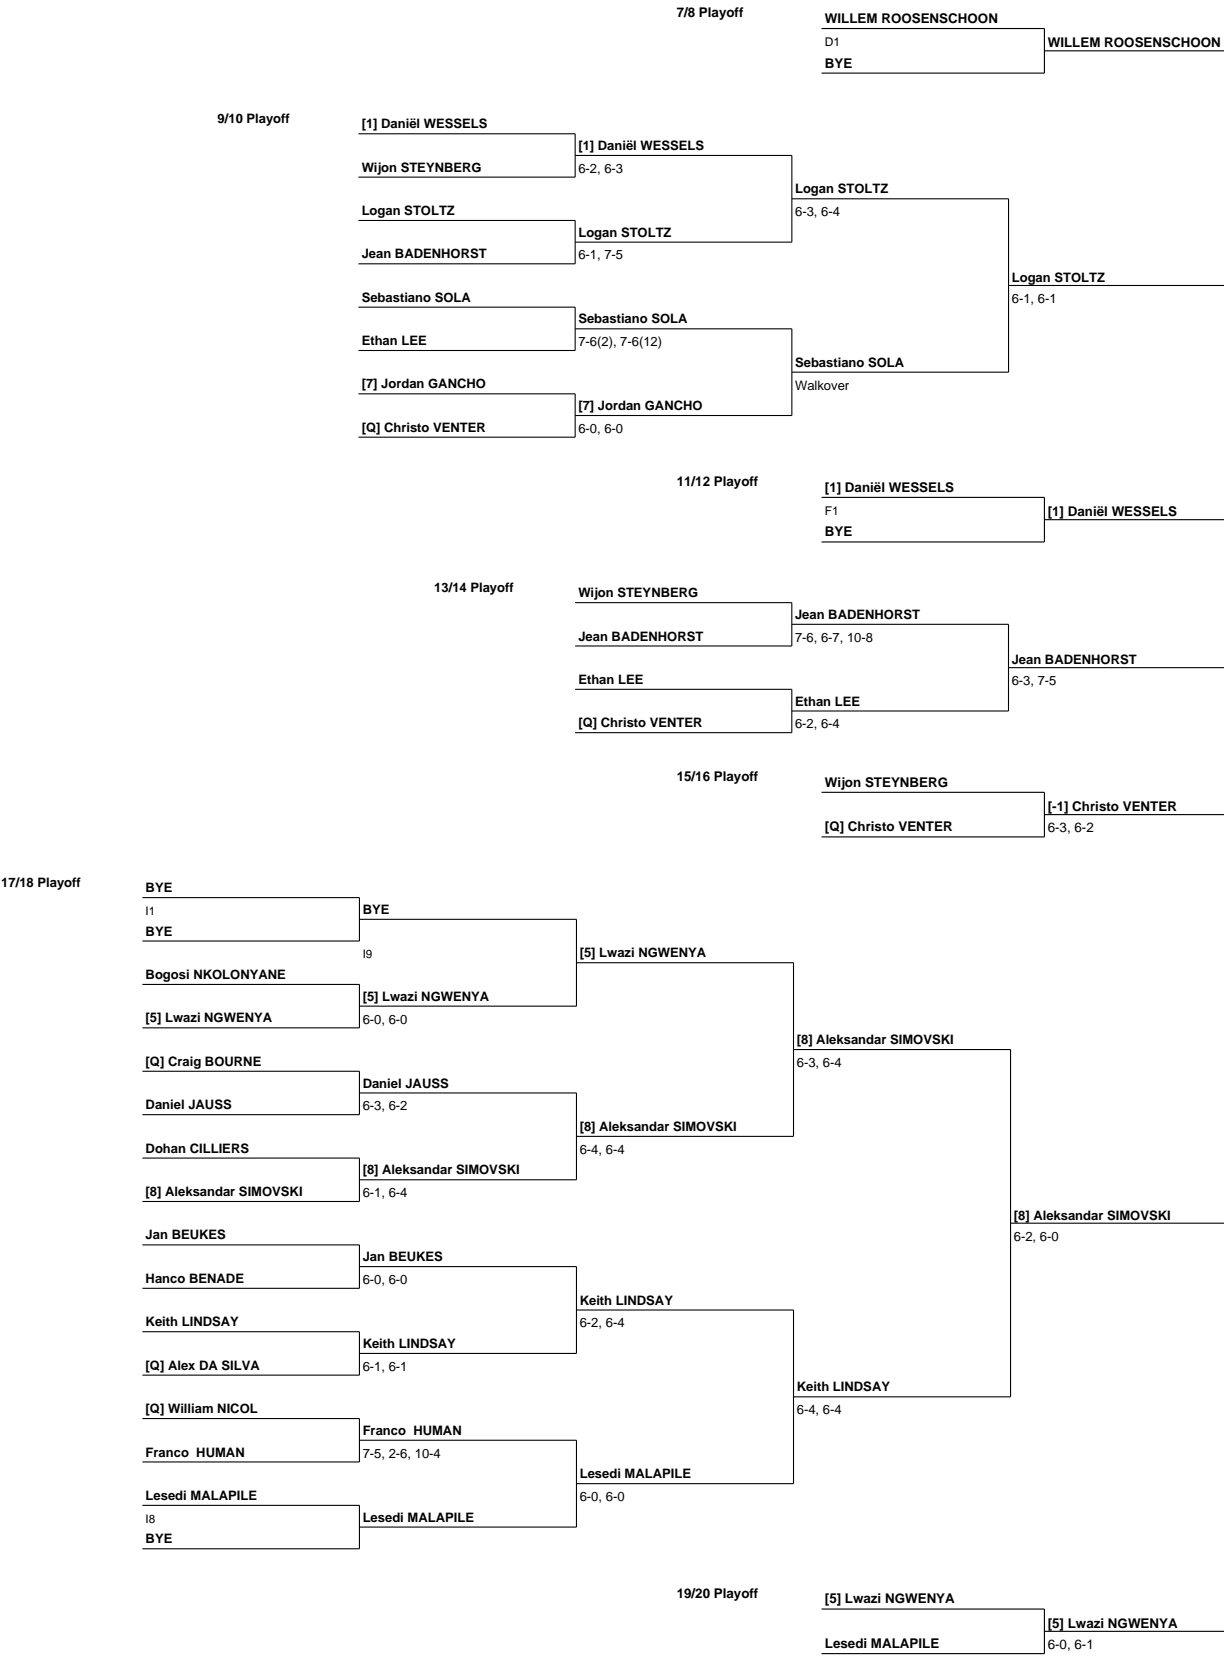 7/8 Playoff
WILLEM ROOSENSCHOON
D1
WILLEM ROOSENSCHOON
BYE
9/10 Playoff
[1] Daniël WESSELS
[1] Daniël WESSELS
Wijon STEYNBERG
6-2, 6-3
Logan STOLTZ
6-3, 6-4
Logan STOLTZ
Logan STOLTZ
Jean BADENHORST
6-1, 7-5
Logan STOLTZ
6-1, 6-1
Sebastiano SOLA
Sebastiano SOLA
Ethan LEE
7-6(2), 7-6(12)
Sebastiano SOLA
Walkover
[7] Jordan GANCHO
[7] Jordan GANCHO
[Q] Christo VENTER
6-0, 6-0
11/12 Playoff
[1] Daniël WESSELS
F1
[1] Daniël WESSELS
BYE
13/14 Playoff
Wijon STEYNBERG
Jean BADENHORST
Jean BADENHORST
7-6, 6-7, 10-8
Jean BADENHORST
6-3, 7-5
Ethan LEE
Ethan LEE
[Q] Christo VENTER
6-2, 6-4
15/16 Playoff
Wijon STEYNBERG
[-1] Christo VENTER
[Q] Christo VENTER
6-3, 6-2
17/18 Playoff
BYE
I1
BYE
BYE
I9
[5] Lwazi NGWENYA
Bogosi NKOLONYANE
[5] Lwazi NGWENYA
[5] Lwazi NGWENYA
6-0, 6-0
[8] Aleksandar SIMOVSKI
6-3, 6-4
[Q] Craig BOURNE
Daniel JAUSS
Daniel JAUSS
6-3, 6-2
[8] Aleksandar SIMOVSKI
6-4, 6-4
Dohan CILLIERS
[8] Aleksandar SIMOVSKI
[8] Aleksandar SIMOVSKI
6-1, 6-4
[8] Aleksandar SIMOVSKI
6-2, 6-0
Jan BEUKES
Jan BEUKES
Hanco BENADE
6-0, 6-0
Keith LINDSAY
6-2, 6-4
Keith LINDSAY
Keith LINDSAY
[Q] Alex DA SILVA
6-1, 6-1
Keith LINDSAY
6-4, 6-4
[Q] William NICOL
Franco HUMAN
Franco HUMAN
7-5, 2-6, 10-4
Lesedi MALAPILE
6-0, 6-0
Lesedi MALAPILE
I8
Lesedi MALAPILE
BYE
19/20 Playoff
[5] Lwazi NGWENYA
[5] Lwazi NGWENYA
Lesedi MALAPILE
6-0, 6-1